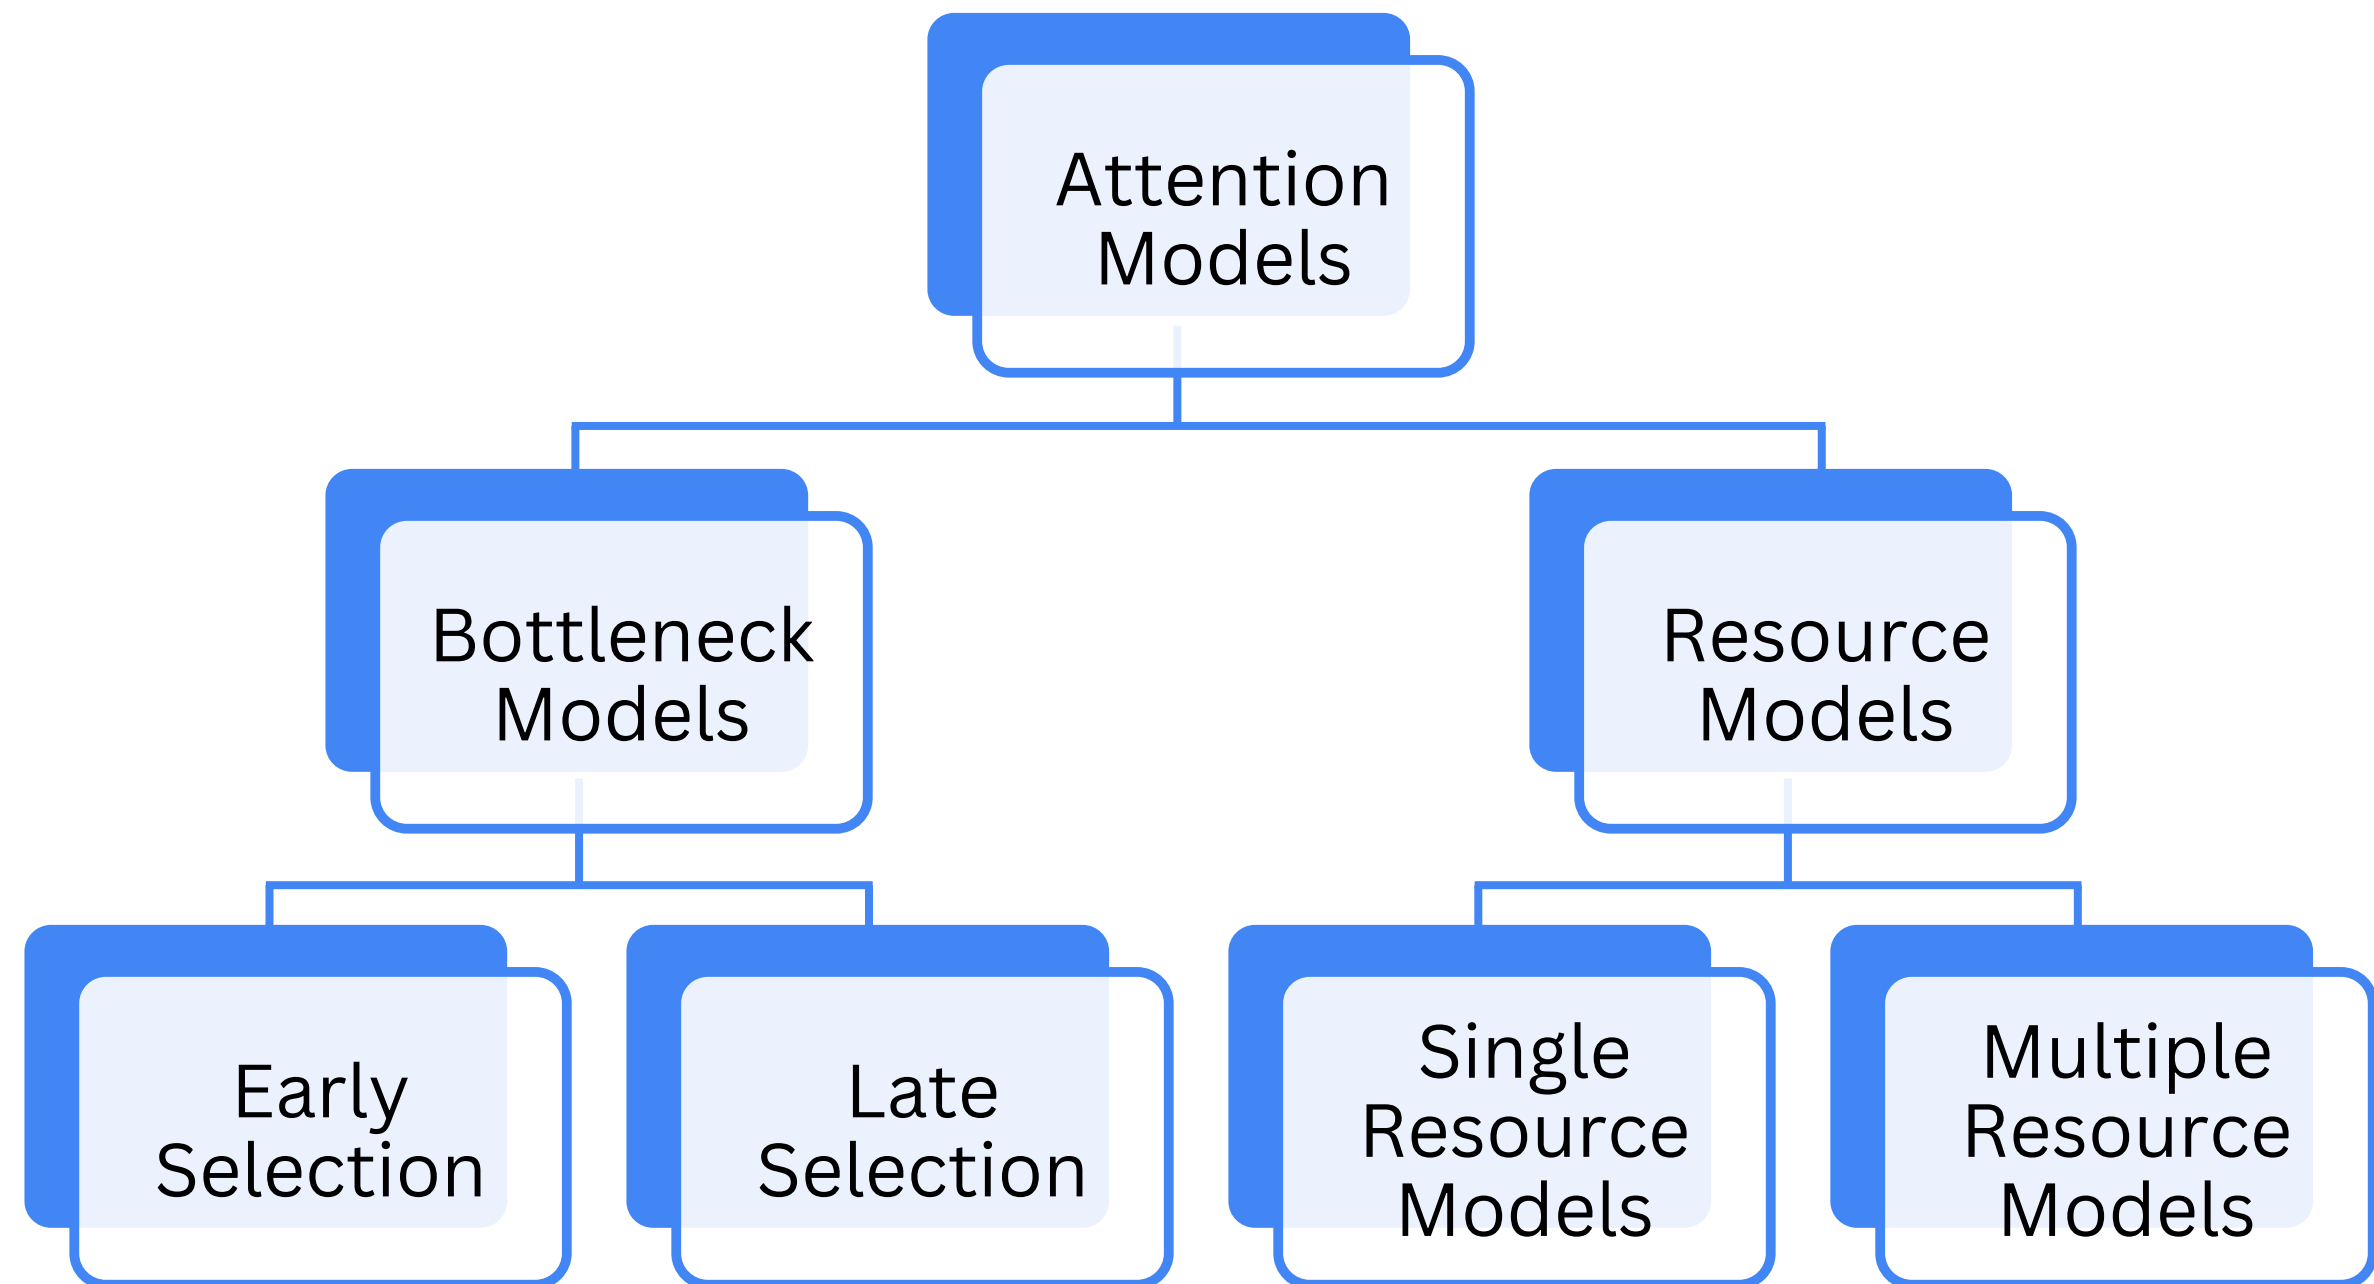 Attention
Models
Bottleneck
Models
Resource
Models
Early
Selection
Late
Selection
Single
Resource
Models
Multiple
Resource
Models